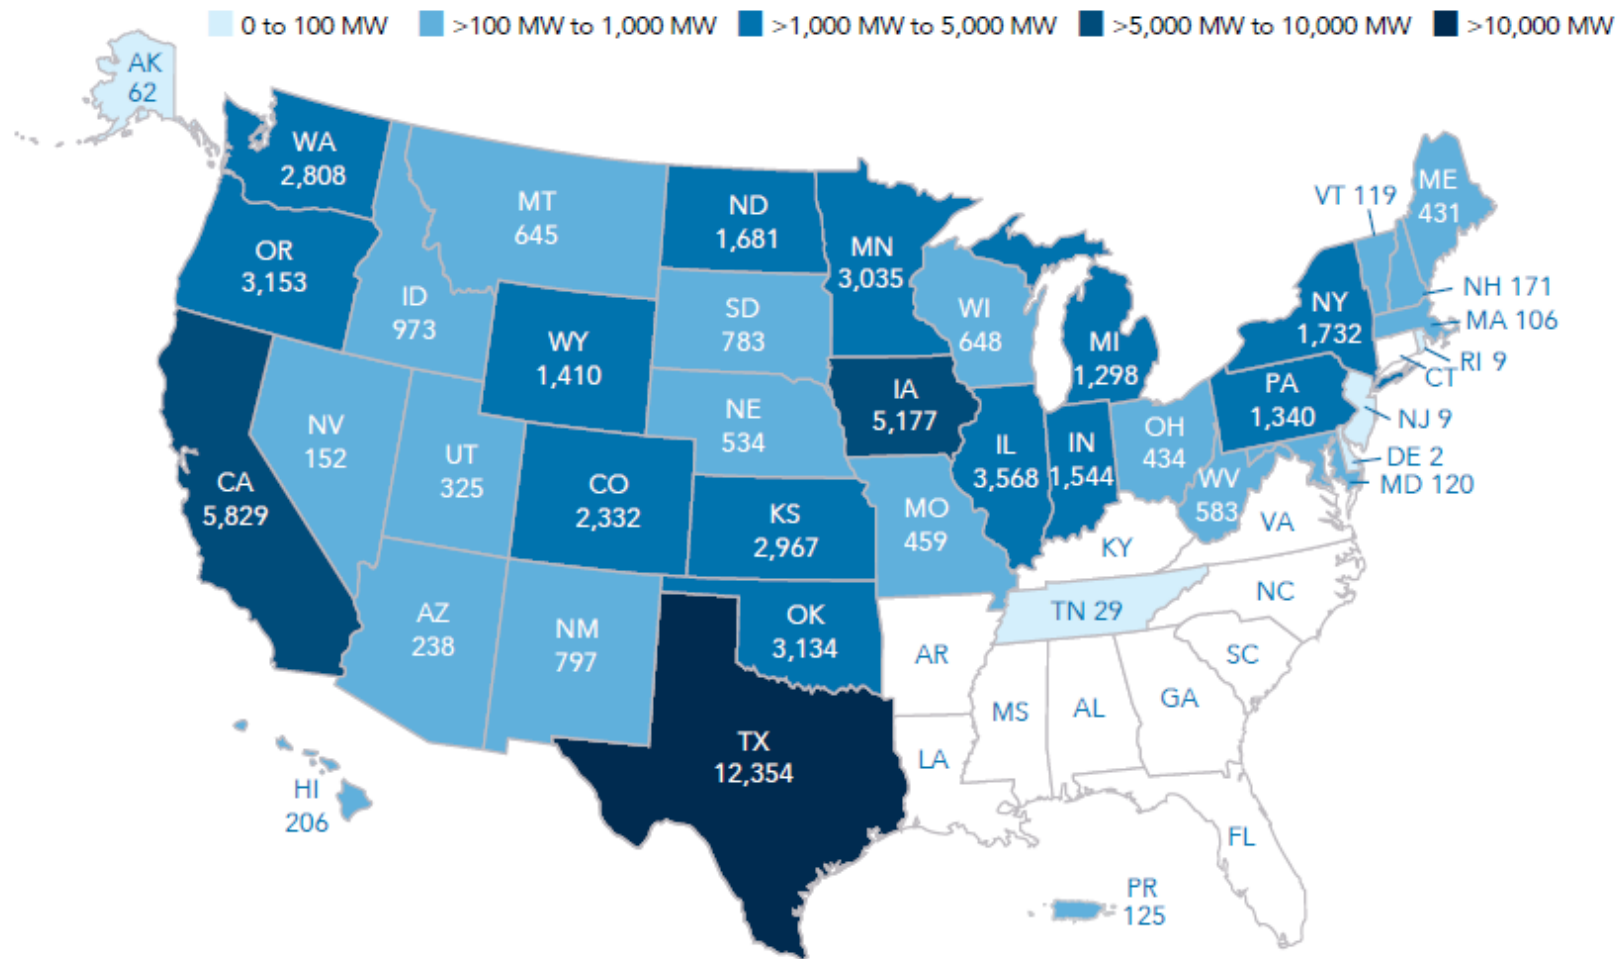 0 to 100 MW >100 MW to 1,000 MW >1,000 MW to 5,000 MW >5,000 MW to 10,000 MW >10,000 MW
AK
62
WA
2,808
OR
3,153
CA
5,829
NV
152
ID
973
MT
645
WY
1,410
UT
325
AZ
238
CO
2,332
NM
797
ND
1,681
SD
783
NE
534
KS
2,967
OK
3,134
TX
12,354
MN
3,035
IA
5,177
MO
459
AR
LA
WI
648
IL
3,568
MI
1,298
IN
1,544
OH
434
KY
TN 29
MS
AL
GA
FL
SC
NC
VA
WV
583
PA
1,340
NY
1,732
VT 119
ME
431
NH 171
MA 106
RI 9
CT
NJ 9
DE 2
MD 120
HI
206
PR
125